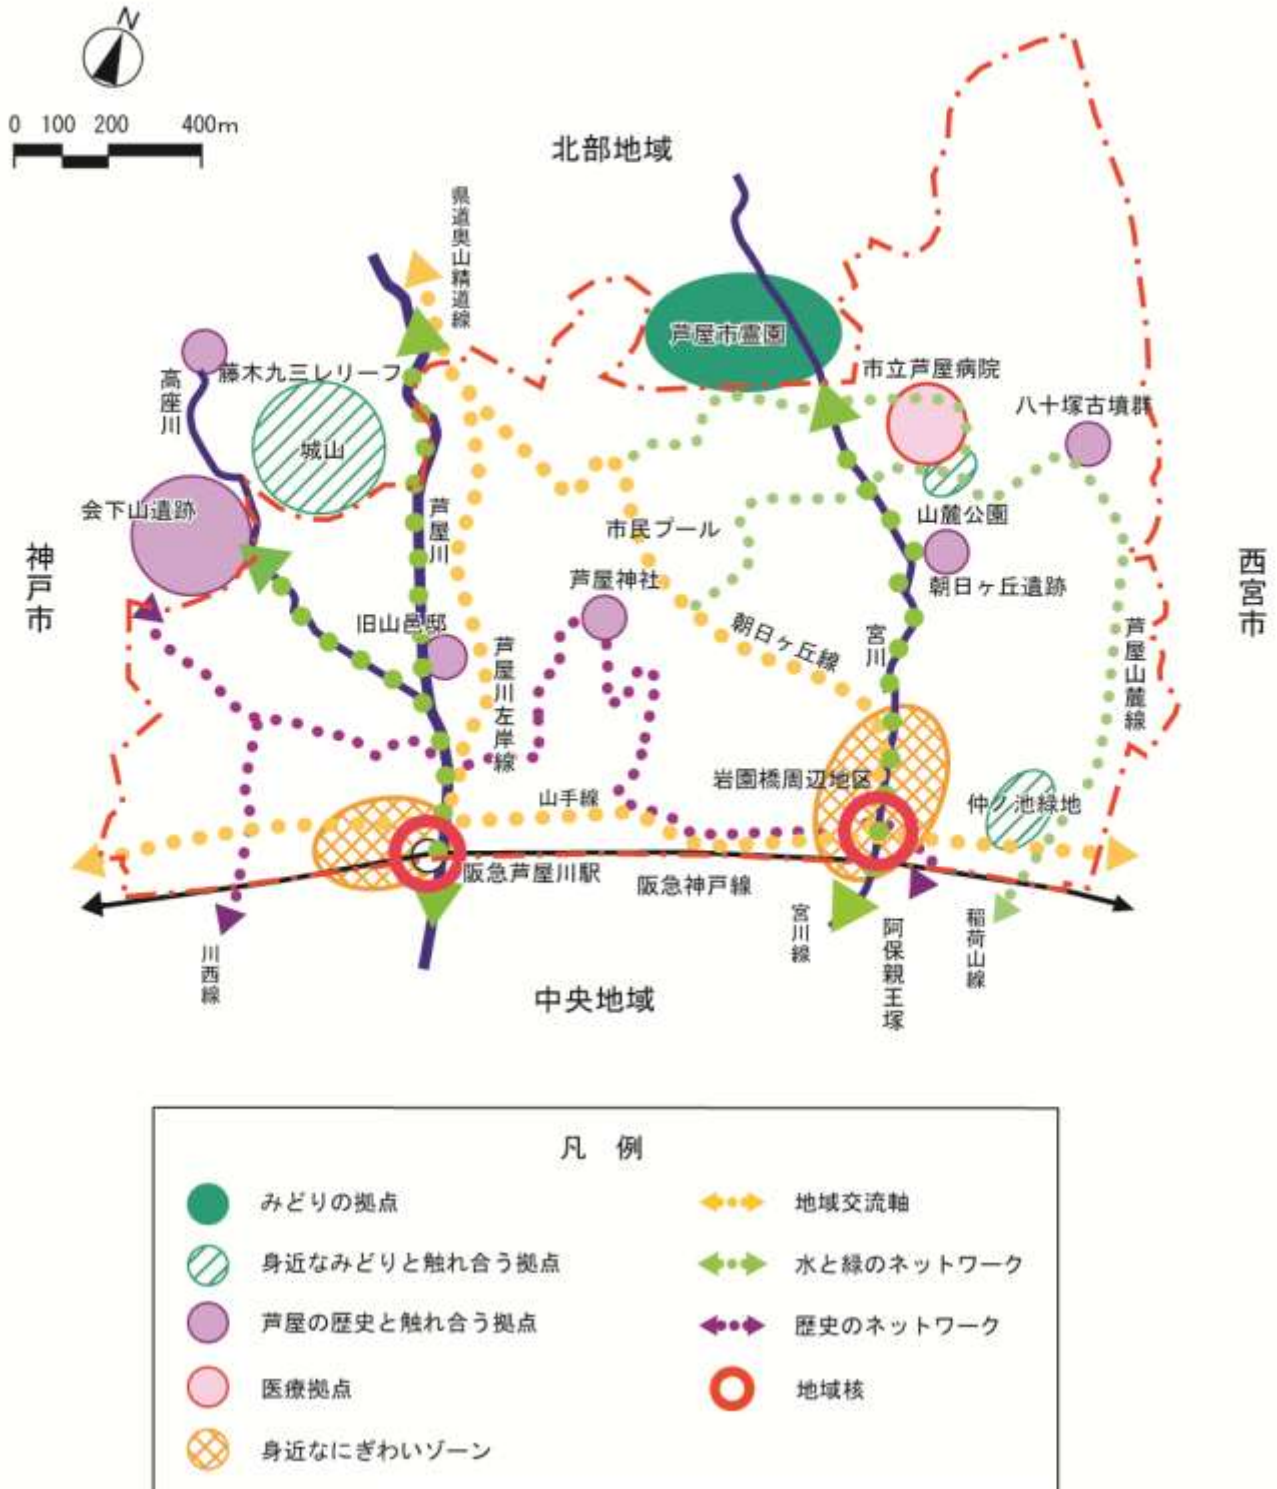 N
0 100 200 400m
北部地域
県道奥山精道線
芦屋市霊園
藤木九三レリーフ
高座川
市立芦屋病院
八十塚古墳群
城山
会下山遺跡
芦屋川
市民プール
山麓公園
神戸市
西宮市
芦屋神社
朝日ヶ丘遺跡
旧山邑邸
朝日ヶ丘線
宮川
芦屋川左岸線
芦屋山麓線
岩園橋周辺地区
山手線
仲ノ池緑地
阪急芦屋川駅
阪急神戸線
川西線
宮川線
阿保親王塚
稲荷山線
中央地域
凡 例
みどりの拠点
地域交流軸
身近なみどりと触れ合う拠点
水と緑のネットワーク
芦屋の歴史と触れ合う拠点
歴史のネットワーク
医療拠点
地域核
身近なにぎわいゾーン